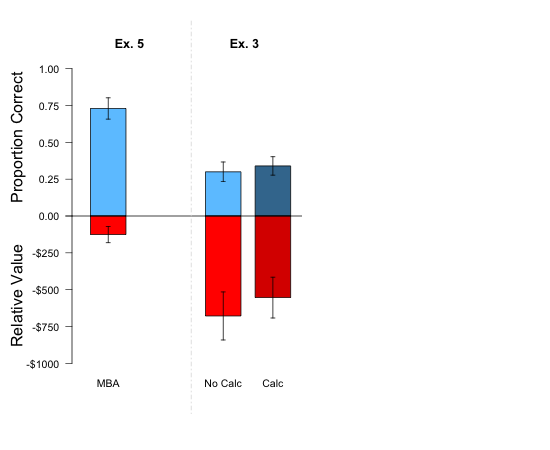 Ex. 5
Ex. 3
Proportion Correct
1.00
0.75
0.50
0.25
0.00
Relative Value
-$250
-$500
-$750
-$1000
MBA
No Calc
Calc